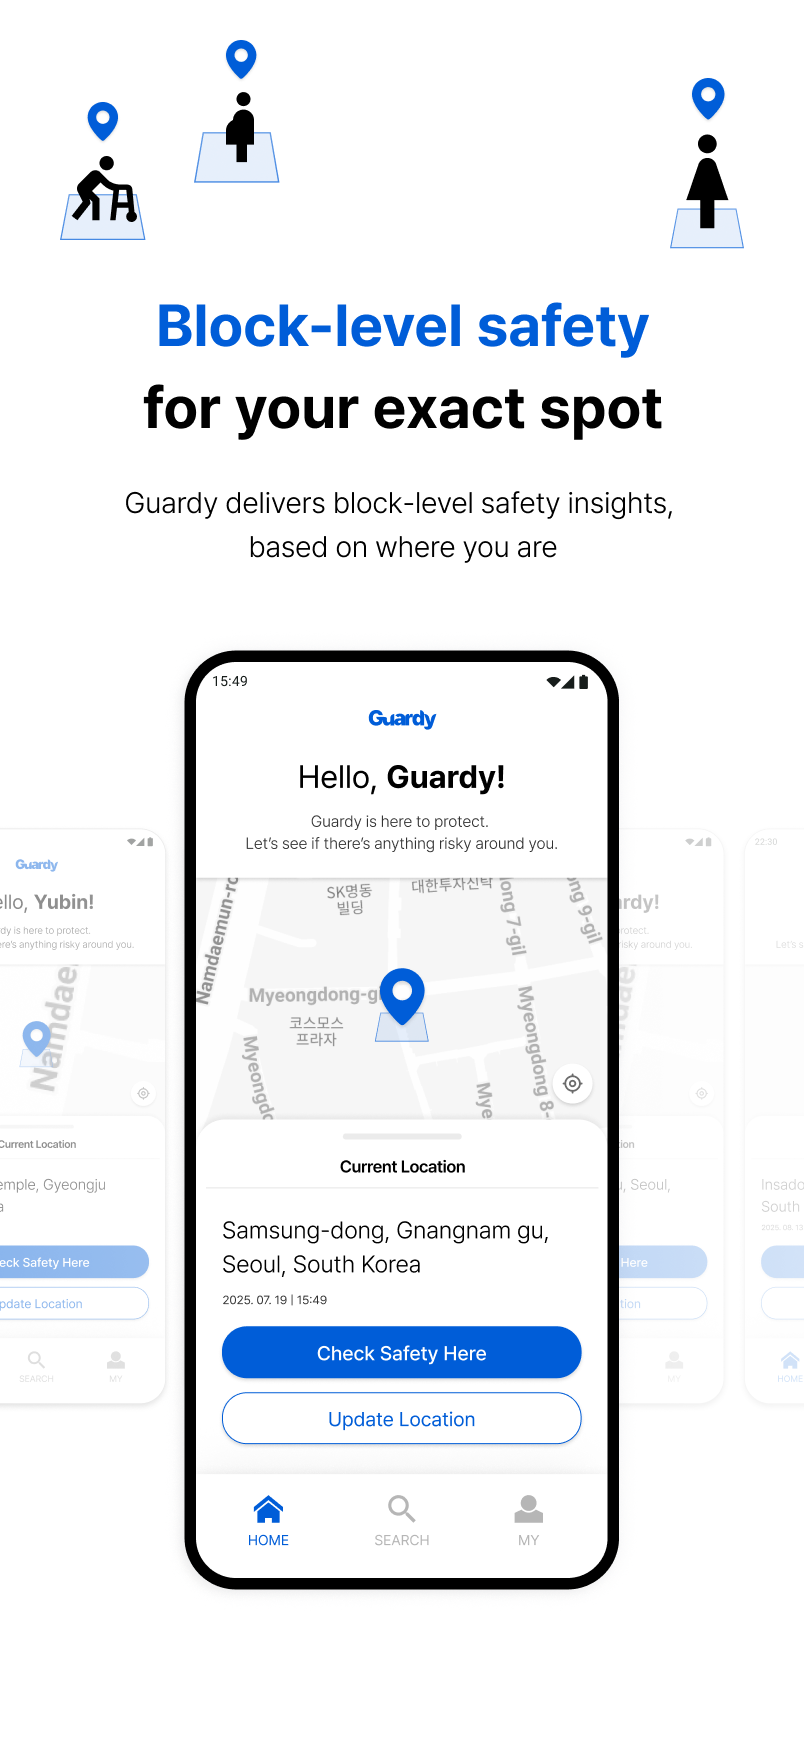 Block-level safety
for your exact spot
Guardy delivers block-level safety insights,
based on where you are
15:49
Guardy
Hello, Guardy!
Guardy is here to protect.
Let's see if there's anything risky around you.
Namdaemun-ro
SK명동
빌딩
대한투자신탁
dong 7-gil
ong 9-gil
Myeongdong-g
코스모스
프라자
Myeongdo
Mye
Myeongdong 8-
Current Location
Samsung-dong, Gnangnam gu,
Seoul, South Korea
2025. 07. 19 | 15:49
Check Safety Here
Update Location
HOME
SEARCH
MY
Guardy
ello, Yubin!
rdy is here to protect.
ere's anything risky around you.
Namdae
Current Location
emple, Gyeongju
a
eck Safety Here
pdate Location
SEARCH
MY
rdy!
rotect.
isky around you.
tion
u, Seoul,
Here
tion
MY
22:30
Let's s
Insado
South
2025. 08. 13
HOME